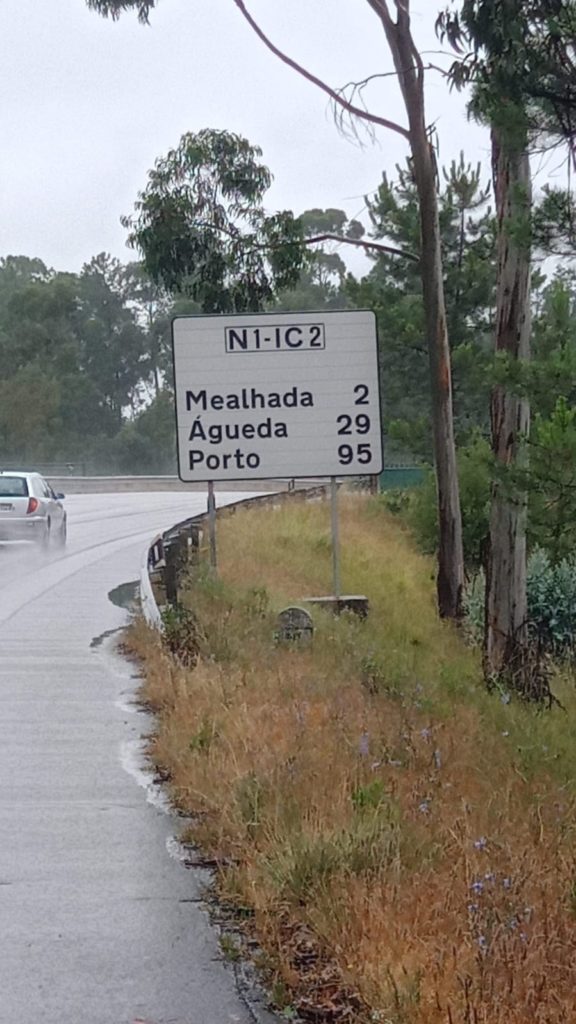 N1-IC2
Mealhada 2
Águeda 29
Porto 95